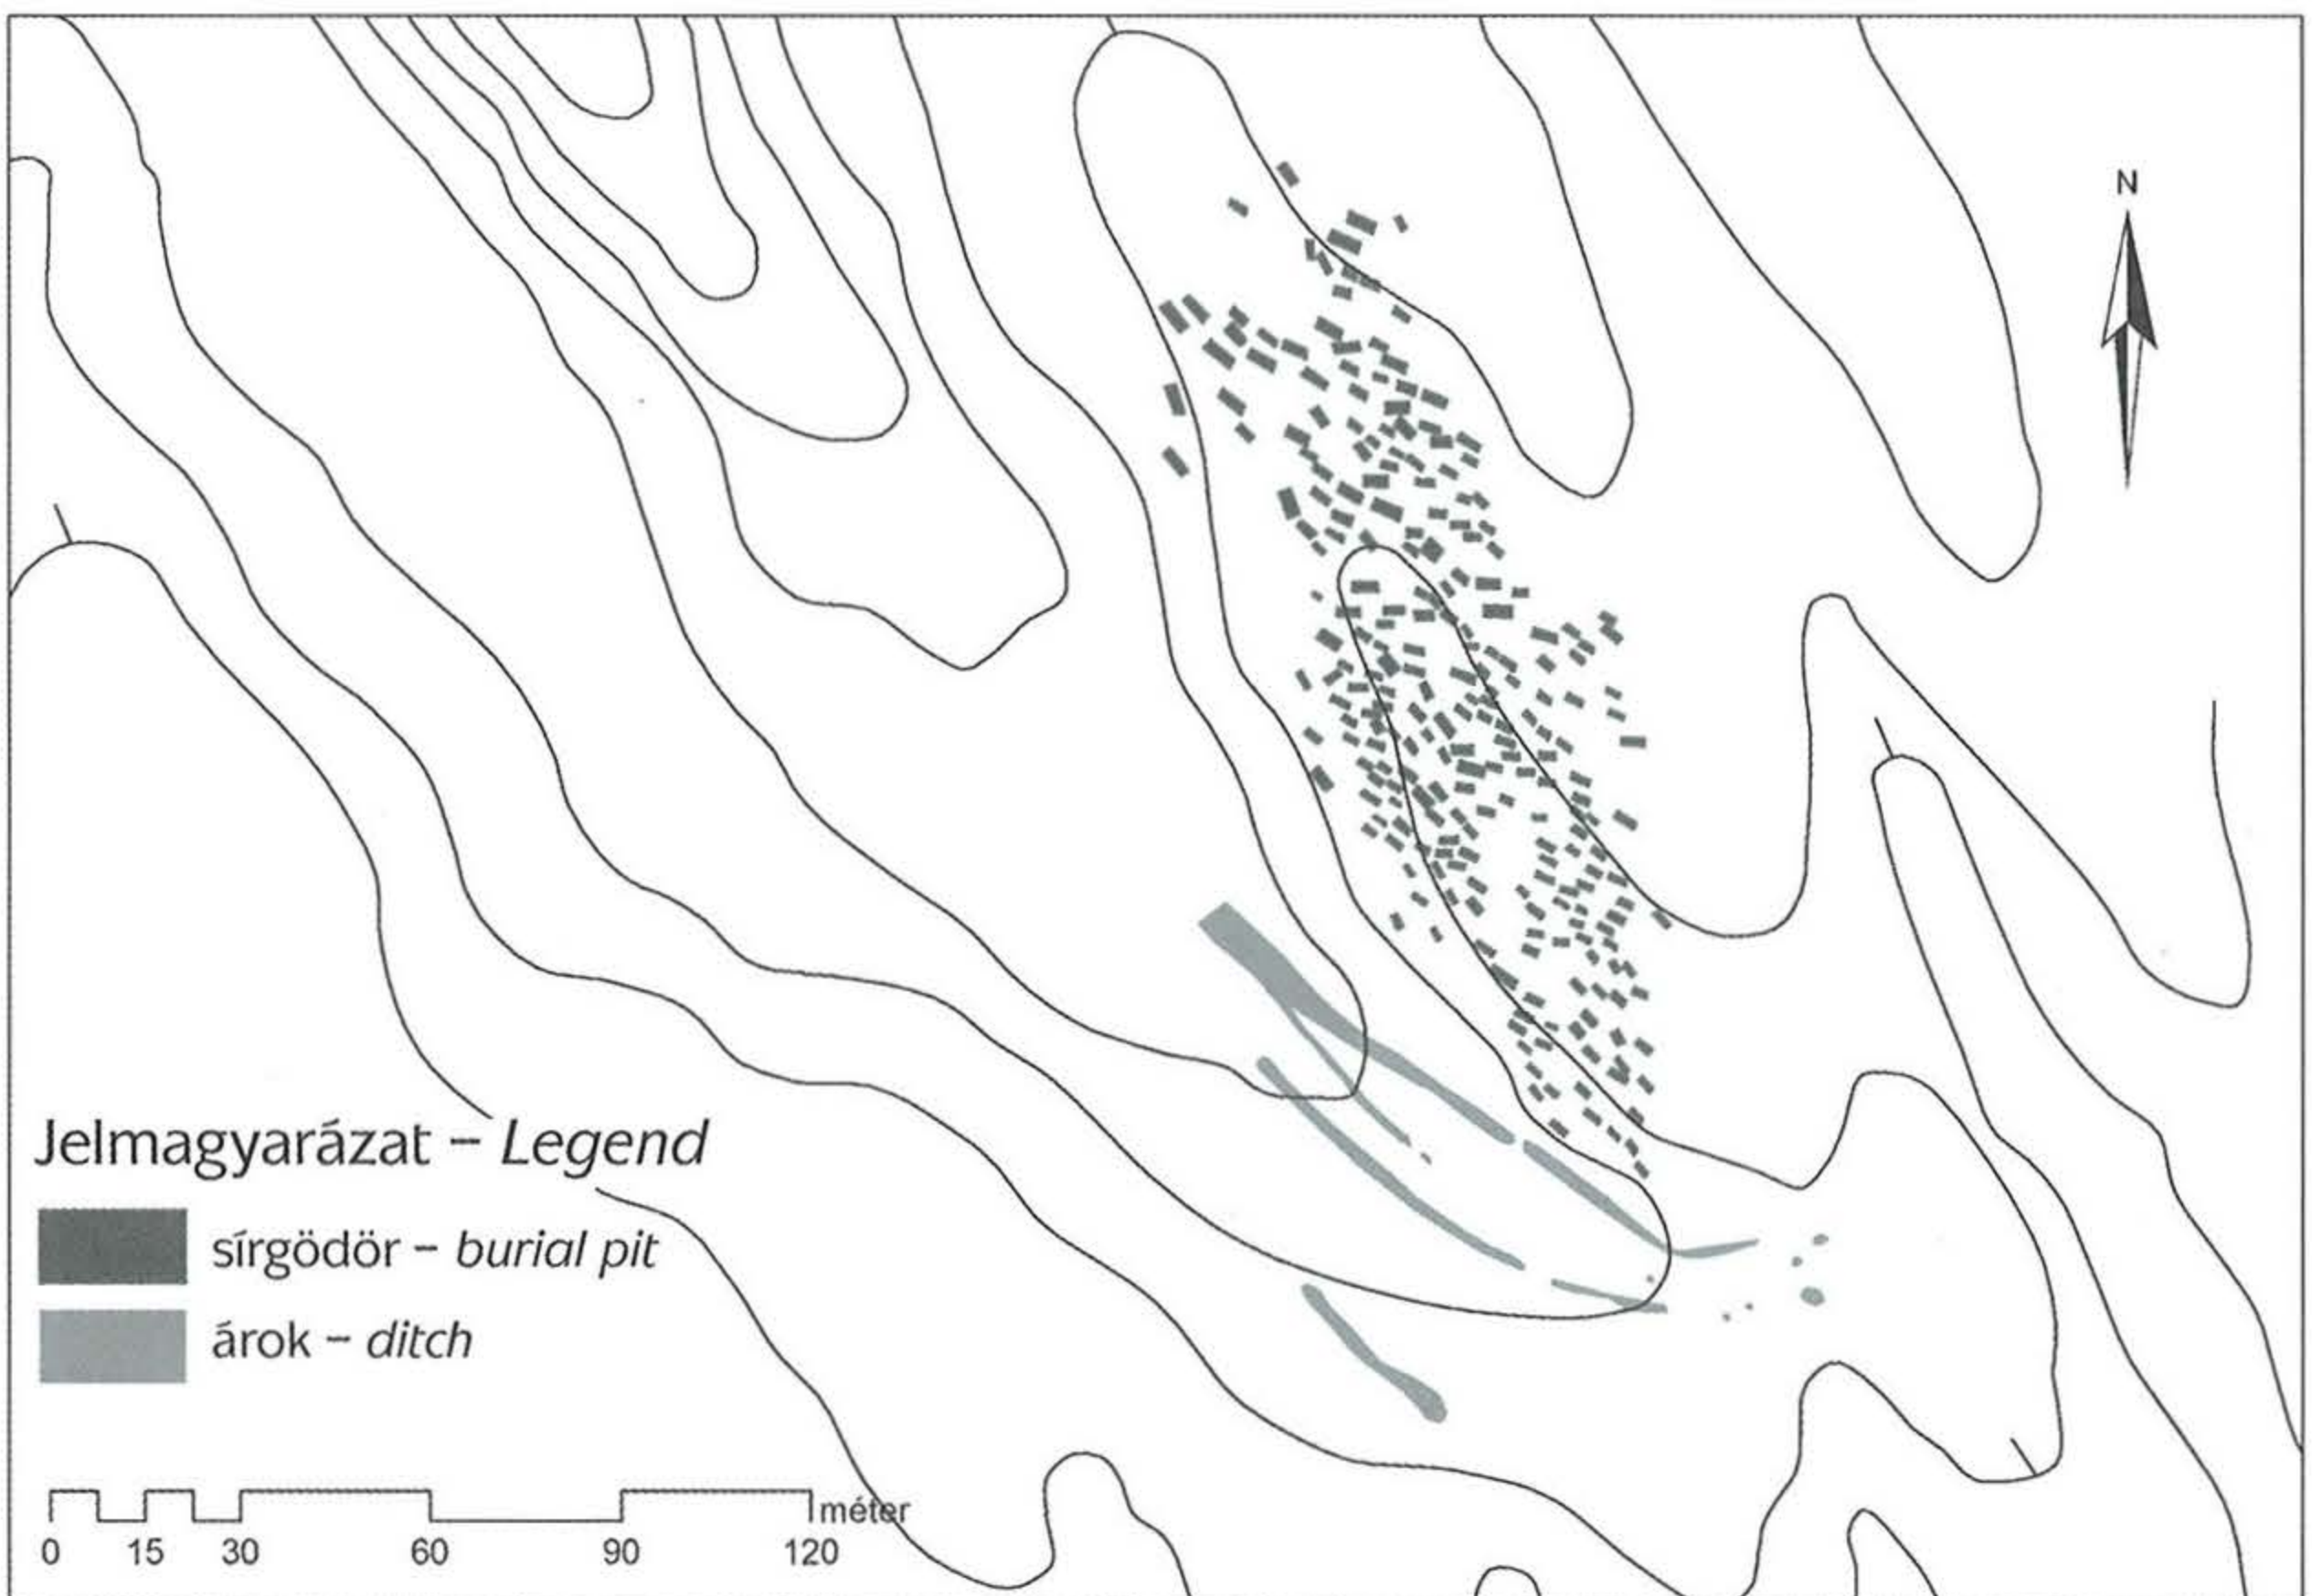 N
Jelmagyarázat – Legend
sírgödör – burial pit
árok – ditch
méter
0 15 30 60 90 120